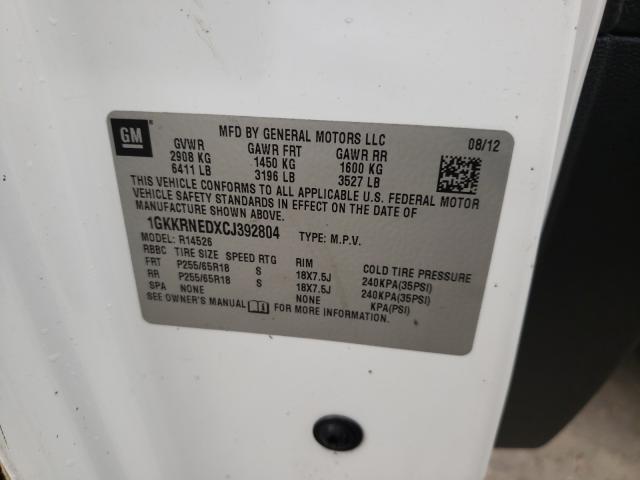 GM
MFD BY GENERAL MOTORS LLC 08/12
GVWR GAWR FRT GAWR RR
2908 KG 1450 KG 1600 KG
6411 LB 3196 LB 3527 LB
THIS VEHICLE CONFORMS TO ALL APPLICABLE U.S. FEDERAL MOTOR
VEHICLE SAFETY STANDARDS IN EFFECT ON THE DATE OF
MANUFACTURE SHOWN ABOVE.
1GKKRNEDXCJ392804 TYPE: M.P.V.
MODEL: R14526
RBBC TIRE SIZE SPEED RTG RIM COLD TIRE PRESSURE
FRT P255/65R18 S 18X7.5J 240KPA(35PSI)
RR P255/65R18 S 18X7.5J 240KPA(35PSI)
SPA NONE NONE KPA(PSI)
SEE OWNER'S MANUAL FOR MORE INFORMATION.